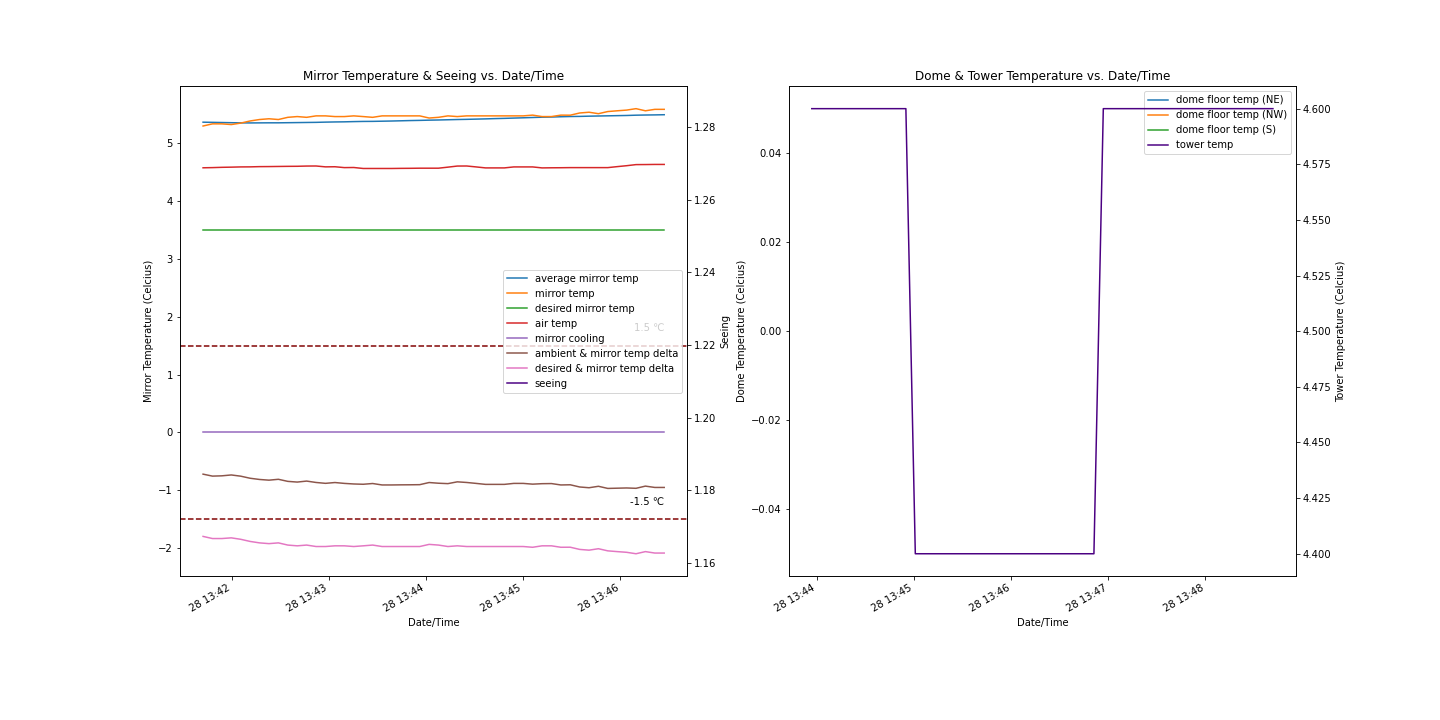 Mirror Temperature & Seeing vs. Date/Time
Mirror Temperature (Celcius)
5
4
3
2
1
0
−1
−2
1.28
1.26
1.24
1.22
1.20
1.18
1.16
Seeing
average mirror temp
mirror temp
desired mirror temp
air temp
mirror cooling
ambient & mirror temp delta
desired & mirror temp delta
seeing
1.5 ℃
-1.5 ℃
28 13:42
28 13:43
28 13:44
28 13:45
28 13:46
Date/Time
Dome & Tower Temperature vs. Date/Time
Dome Temperature (Celcius)
0.04
0.02
0.00
−0.02
−0.04
dome floor temp (NE)
dome floor temp (NW)
dome floor temp (S)
tower temp
4.600
4.575
4.550
4.525
4.500
4.475
4.450
4.425
4.400
Tower Temperature (Celcius)
28 13:44
28 13:45
28 13:46
28 13:47
28 13:48
Date/Time